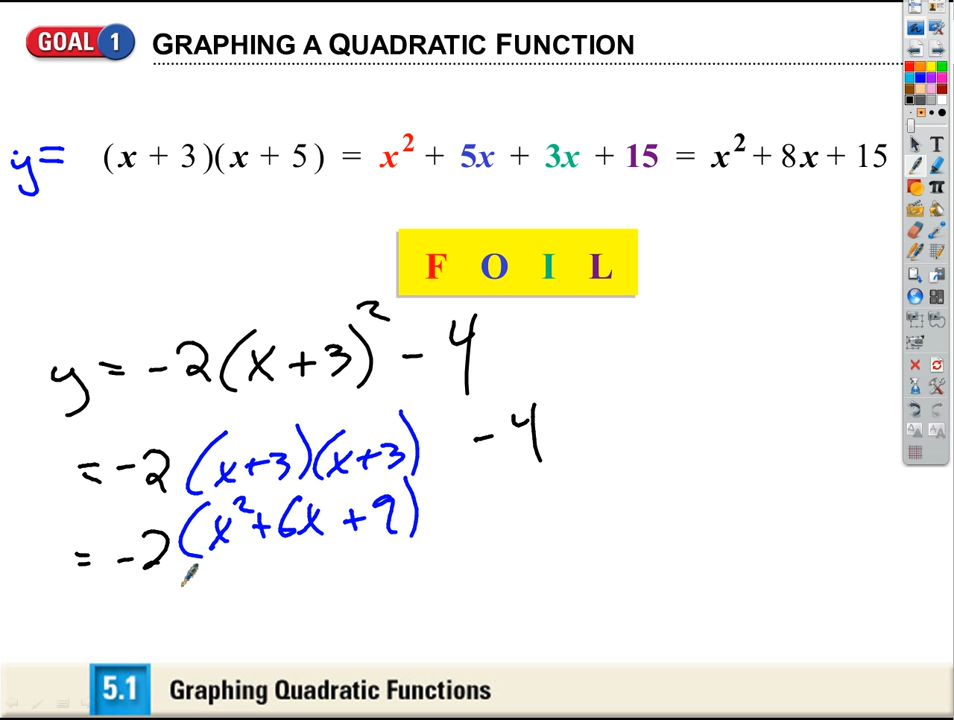 GOAL 1 GRAPHING A QUADRATIC FUNCTION
y = (x + 3)(x + 5) = x² + 5x + 3x + 15 = x² + 8x + 15
F O I L
y = -2(x+3)² - 4
= -2(x+3)(x+3) - 4
= -2(x²+6x+9)
5.1 Graphing Quadratic Functions